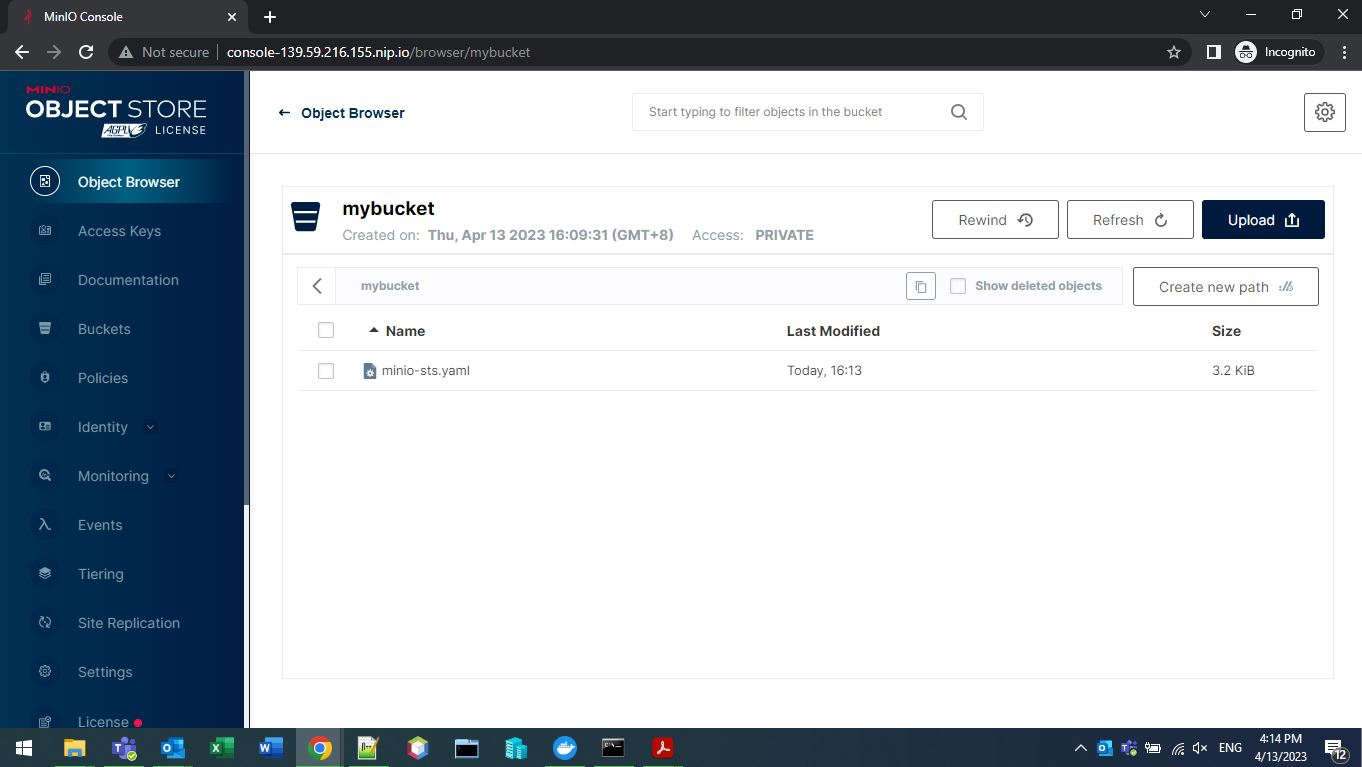 MinIO Console
Not secure
console-139.59.216.155.nip.io/browser/mybucket
Incognito
MINIO
OBJECT STORE
AGPLv3 LICENSE
Object Browser
Access Keys
Documentation
Buckets
Policies
Identity
Monitoring
Events
Tiering
Site Replication
Settings
License
Object Browser
Start typing to filter objects in the bucket
mybucket
Created on: Thu, Apr 13 2023 16:09:31 (GMT+8) Access: PRIVATE
Rewind
Refresh
Upload
mybucket
Show deleted objects
Create new path
Name Last Modified Size
minio-sts.yaml Today, 16:13 3.2 KiB
ENG
4:14 PM
4/13/2023
12